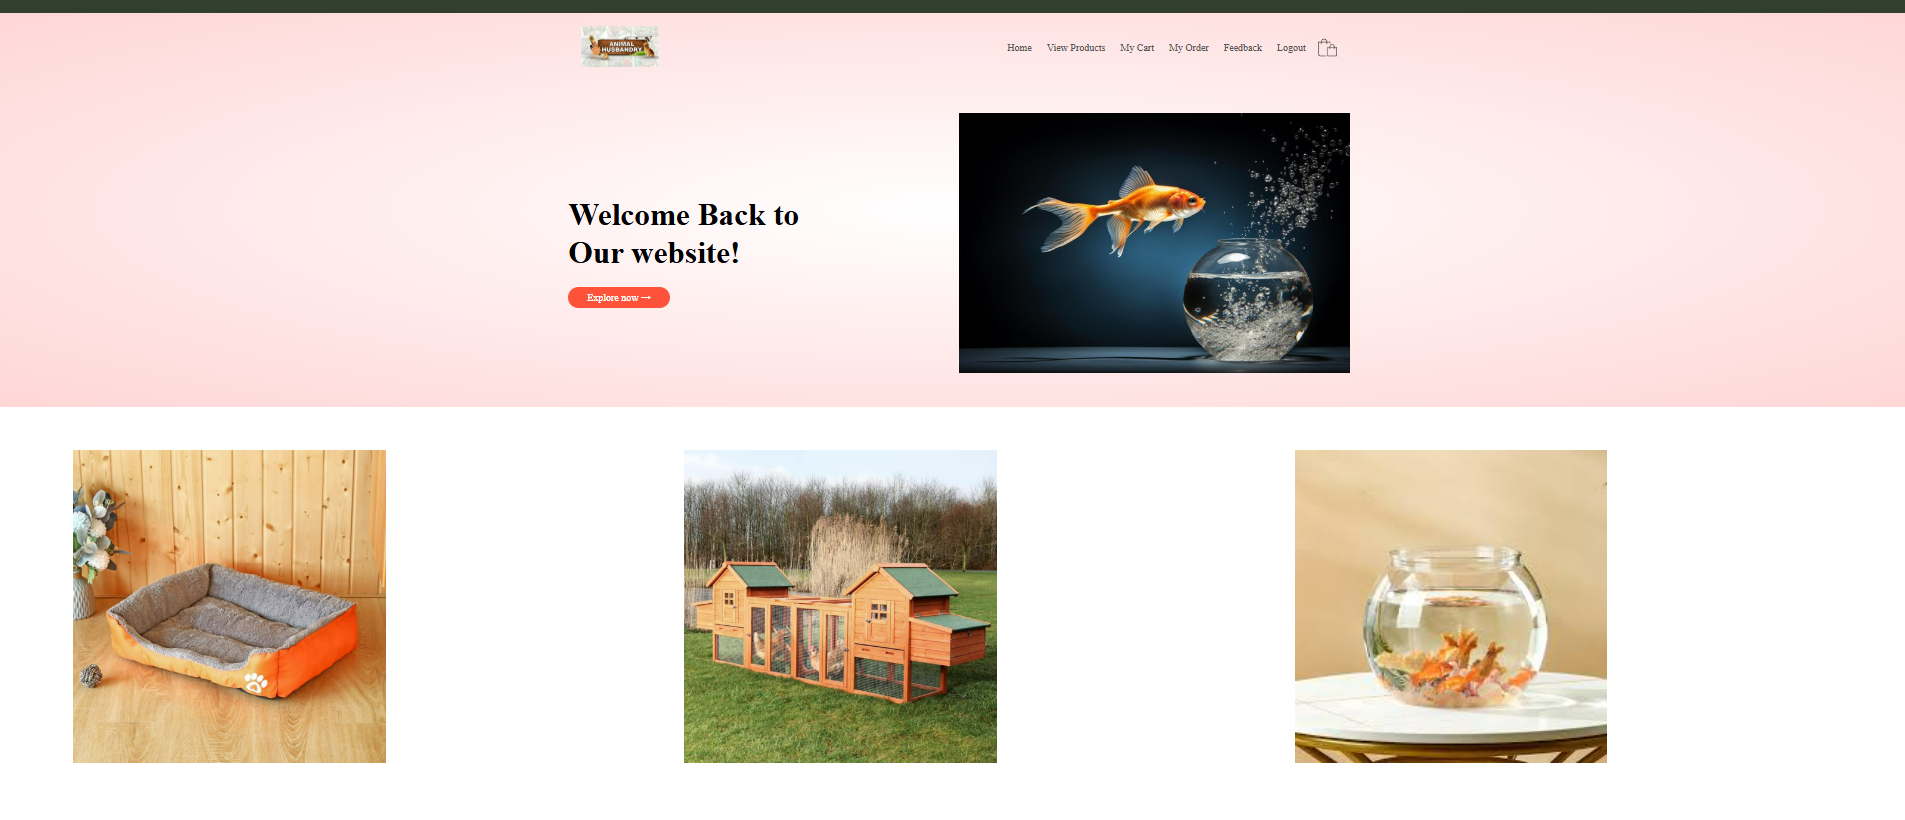 ANIMAL
HUSBANDRY
Home
View Products
My Cart
My Order
Feedback
Logout
Welcome Back to
Our website!
Explore now →